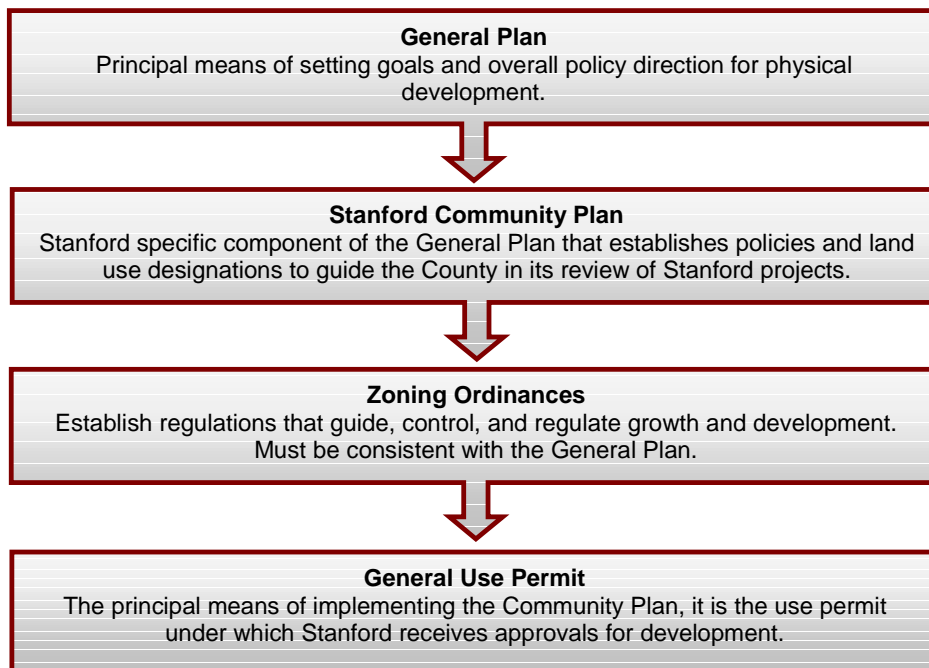 General Plan
Principal means of setting goals and overall policy direction for physical
development.
Stanford Community Plan
Stanford specific component of the General Plan that establishes policies and land
use designations to guide the County in its review of Stanford projects.
Zoning Ordinances
Establish regulations that guide, control, and regulate growth and development.
Must be consistent with the General Plan.
General Use Permit
The principal means of implementing the Community Plan, it is the use permit
under which Stanford receives approvals for development.